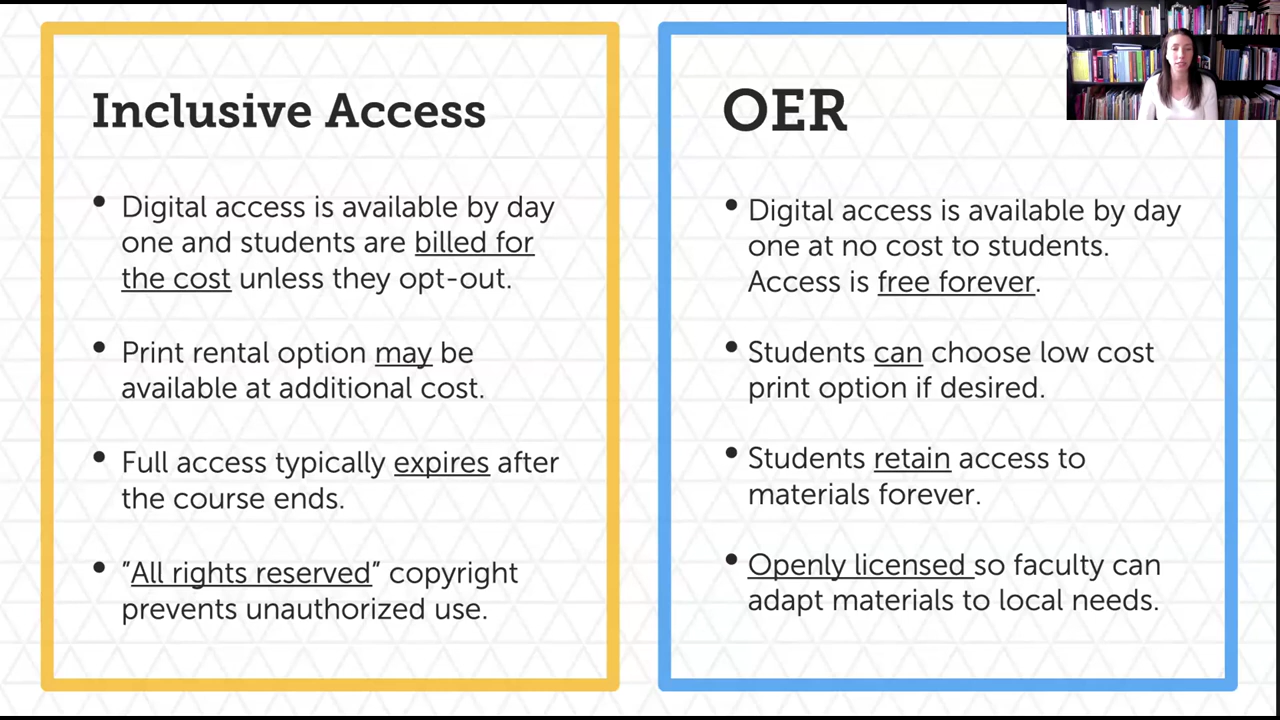 Inclusive Access
• Digital access is available by day
one and students are billed for
the cost unless they opt-out.
• Print rental option may be
available at additional cost.
• Full access typically expires after
the course ends.
• ”All rights reserved” copyright
prevents unauthorized use.
OER
• Digital access is available by day
one at no cost to students.
Access is free forever.
• Students can choose low cost
print option if desired.
• Students retain access to
materials forever.
• Openly licensed so faculty can
adapt materials to local needs.